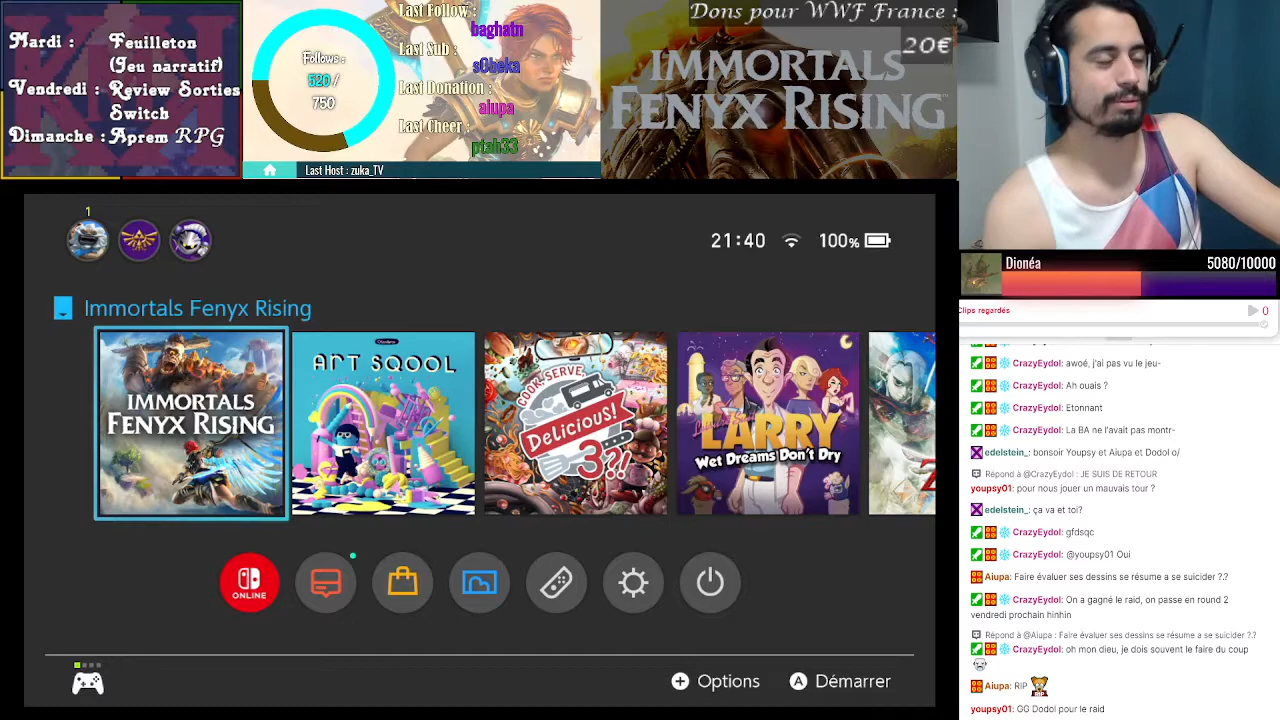 Mardi : Feuilleton
(Jeu narratif)
Vendredi : Review Sorties
Switch
Dimanche : Aprem RPG
Follows :
520 /
750
Last Follow :
baghatn
Last Sub :
s0beka
Last Donation :
aiupa
Last Cheer :
ptah33
Last Host : zuka_TV
Dons pour WWF France :
20€
IMMORTALS
FENYX RISING
Dionéa 5080/10000
Clips regardés 0
1
21:40 100%
Immortals Fenyx Rising
IMMORTALS
FENYX RISING
ART SQOOL
COOK, SERVE,
Delicious!
3?!
LARRY
Wet Dreams Don't Dry
ONLINE
Options
Démarrer
CrazyEydol: awoé, j'ai pas vu le jeu-
CrazyEydol: Ah ouais ?
CrazyEydol: Etonnant
CrazyEydol: La BA ne l'avait pas montr-
edelstein_: bonsoir Youpsy et Aiupa et Dodol o/
Répond à @CrazyEydol : JE SUIS DE RETOUR
youpsy01: pour nous jouer un mauvais tour ?
edelstein_: ça va et toi?
CrazyEydol: gfdsqc
CrazyEydol: @youpsy01 Oui
Aiupa: Faire évaluer ses dessins se résume a se suicider ?.?
CrazyEydol: On a gagné le raid, on passe en round 2
vendredi prochain hinhin
Répond à @Aiupa : Faire évaluer ses dessins se résume a se suicider ?.?
CrazyEydol: oh mon dieu, je dois souvent le faire du coup
Aiupa: RIP
youpsy01: GG Dodol pour le raid